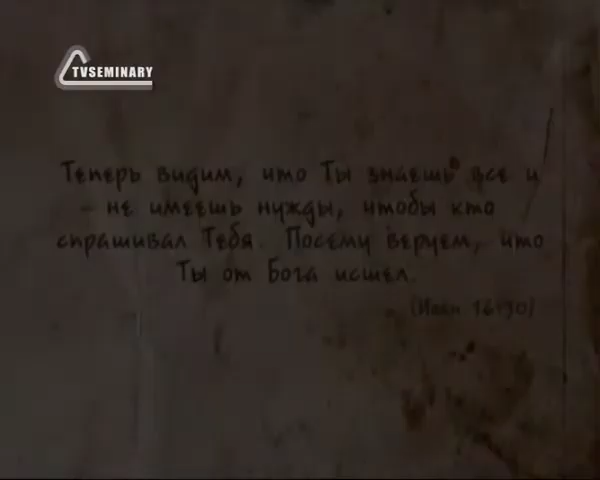 TVSEMINARY
Теперь видим, что Ты знаешь все и
не имеешь нужды, чтобы кто
спрашивал Тебя. Посему веруем, что
Ты от Бога исшел.
(Иоан 16:30)